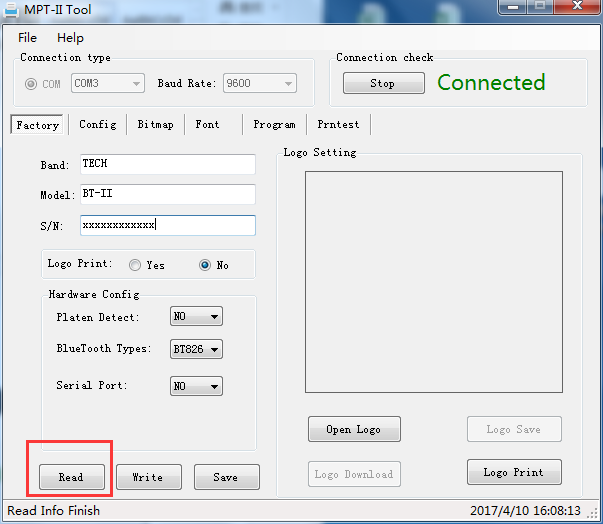 MPT-II Tool
File Help
Connection type
COM COM3 Baud Rate: 9600
Connection check
Stop Connected
Factory Config Bitmap Font Program Prntest
Band: TECH
Model: BT-II
S/N: xxxxxxxxxxxx
Logo Print: Yes No
Hardware Config
Platen Detect: NO
BlueTooth Types: BT826
Serial Port: NO
Read Write Save
Logo Setting
Open Logo Logo Save
Logo Download Logo Print
Read Info Finish 2017/4/10 16:08:13